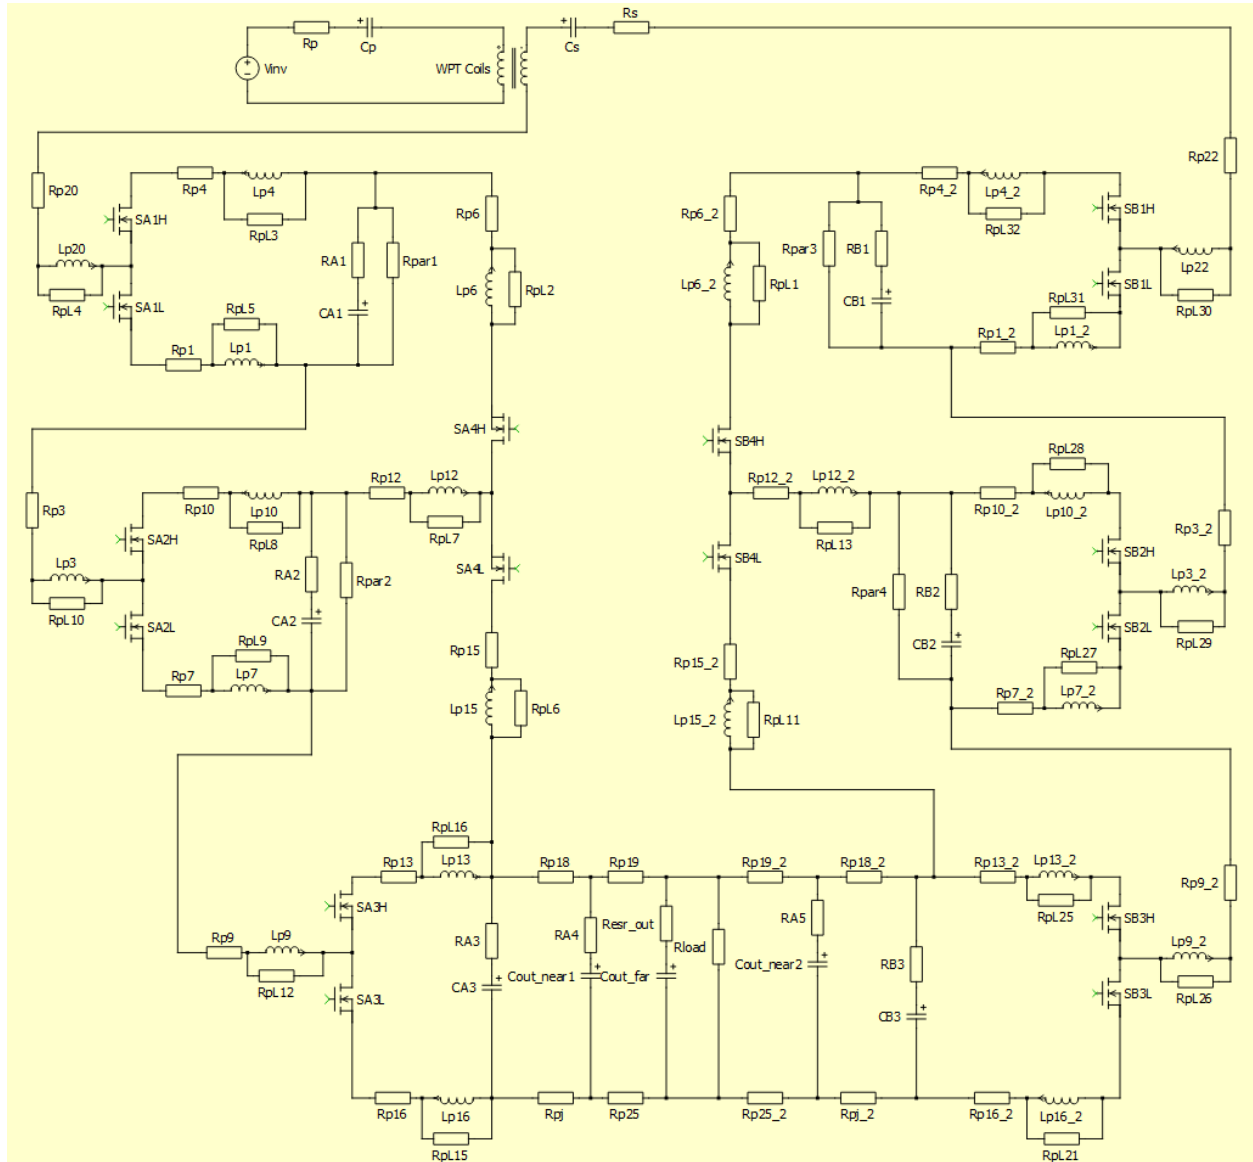 Rs
Rp
Cp
Cs
Vinv
WPT Coils
Rp22
Rp20
Rp4
Lp4
RpL3
SA1H
Lp20
RpL4
SA1L
RA1
Rpar1
CA1
RpL5
Rp1
Lp1
Rp6
Lp6
RpL2
Rp6_2
Lp6_2
RpL1
Rpar3
RB1
CB1
Rp4_2
Lp4_2
RpL32
SB1H
Lp22
SB1L
RpL30
RpL31
Rp1_2
Lp1_2
SA4H
SB4H
Rp3
Rp10
Lp10
RpL8
Rp12
Lp12
RpL7
SA2H
Lp3
RpL10
SA2L
RA2
Rpar2
CA2
RpL9
Rp7
Lp7
SA4L
Rp15
Lp15
RpL6
Rp12_2
Lp12_2
RpL13
SB4L
Rp15_2
Lp15_2
RpL11
Rpar4
RB2
CB2
Rp10_2
RpL28
Lp10_2
SB2H
Rp3_2
Lp3_2
RpL29
SB2L
RpL27
Rp7_2
Lp7_2
RpL16
Rp13
Lp13
Rp18
Rp19
Rp19_2
Rp18_2
Rp13_2
Lp13_2
RpL25
Rp9_2
SA3H
Rp9
Lp9
RpL12
SA3L
RA3
CA3
RA4
Cout_near1
Resr_out
Cout_far
Rload
RA5
Cout_near2
RB3
CB3
SB3H
Lp9_2
RpL26
SB3L
Rp16
Lp16
RpL15
Rpj
Rp25
Rp25_2
Rpj_2
Rp16_2
Lp16_2
RpL21